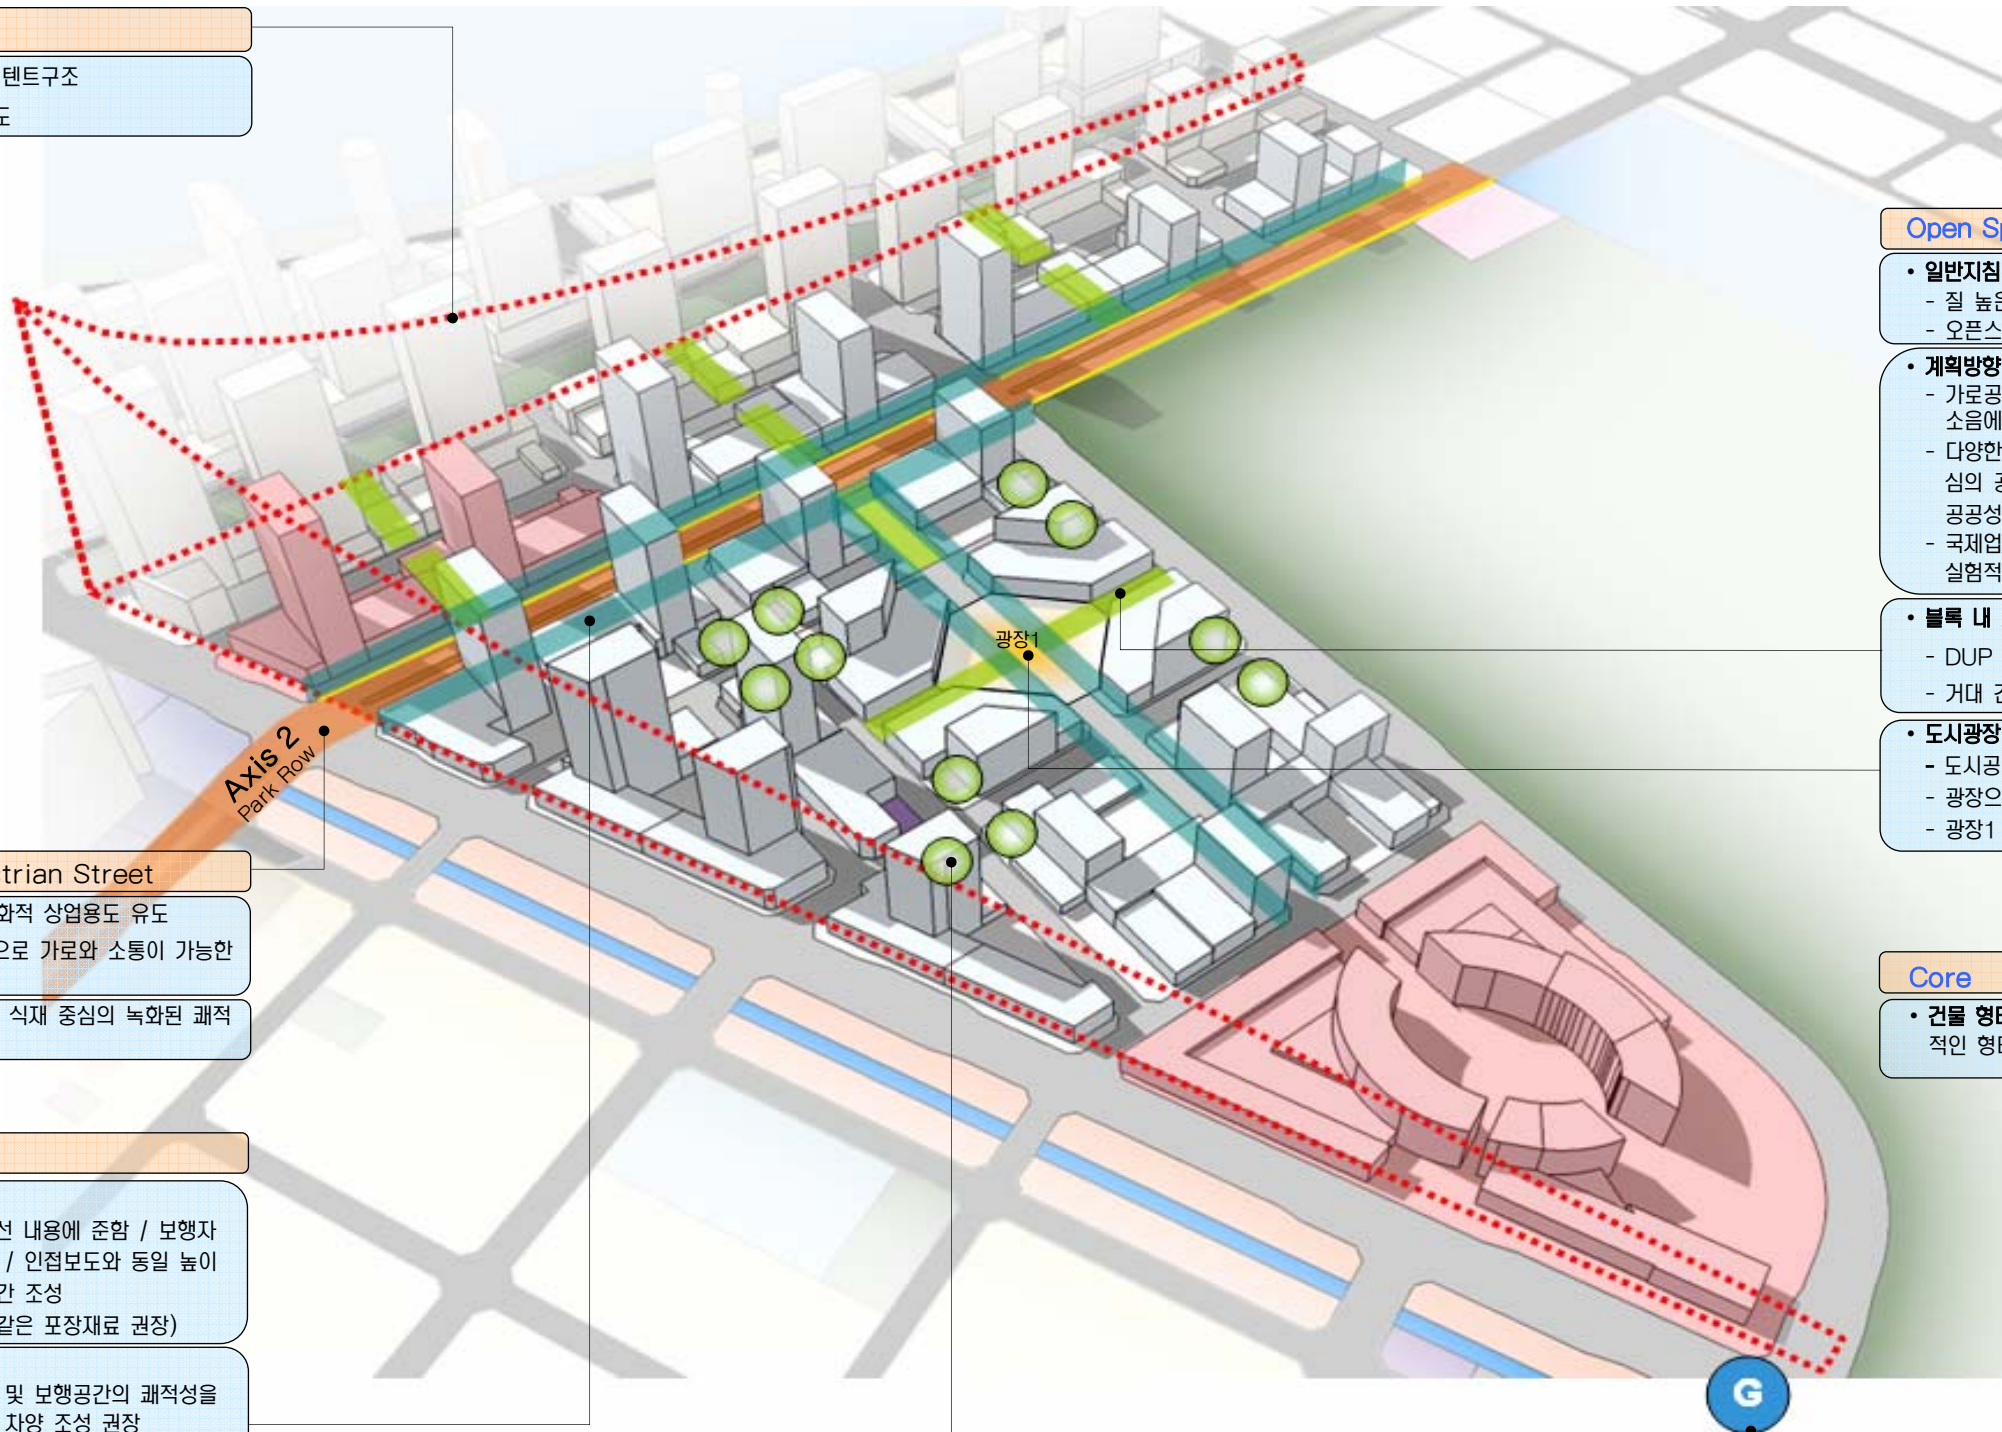 텐트구조
도
trian Street
화적 상업용도 유도
으로 가로와 소통이 가능한
식재 중심의 녹화된 쾌적
선 내용에 준함 / 보행자
/ 인접보도와 동일 높이
간 조성
같은 포장재료 권장)
및 보행공간의 쾌적성을
차양 조성 권장
Axis 2
Park Row
광장1
G
Open Sp
• 일반지침
- 질 높은
- 오픈스
• 계획방향
- 가로공
소음에
- 다양한
심의 공
공공성
- 국제업
실험적
• 블록 내
- DUP
- 거대 건
• 도시광장
- 도시공
- 광장으
- 광장1
Core
• 건물 형태
적인 형태